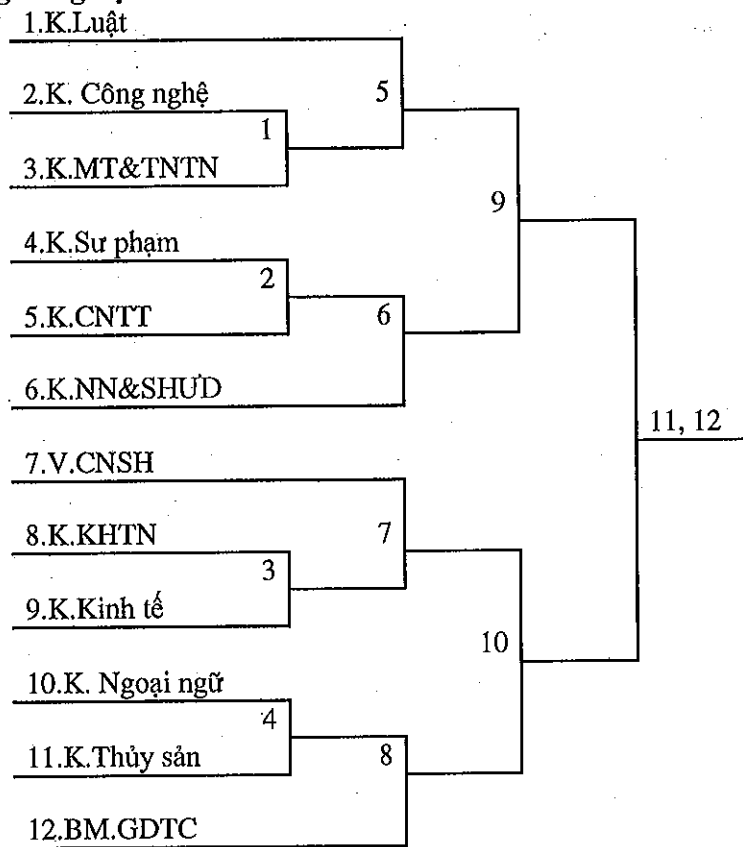 1.K.Luật
2.K. Công nghệ
5
1
3.K.MT&TNTN
9
4.K.Sư phạm
2
5.K.CNTT
6
6.K.NN&SHƯD
11, 12
7.V.CNSH
8.K.KHTN
7
3
9.K.Kinh tế
10
10.K. Ngoại ngữ
4
11.K.Thủy sản
8
12.BM.GDTC